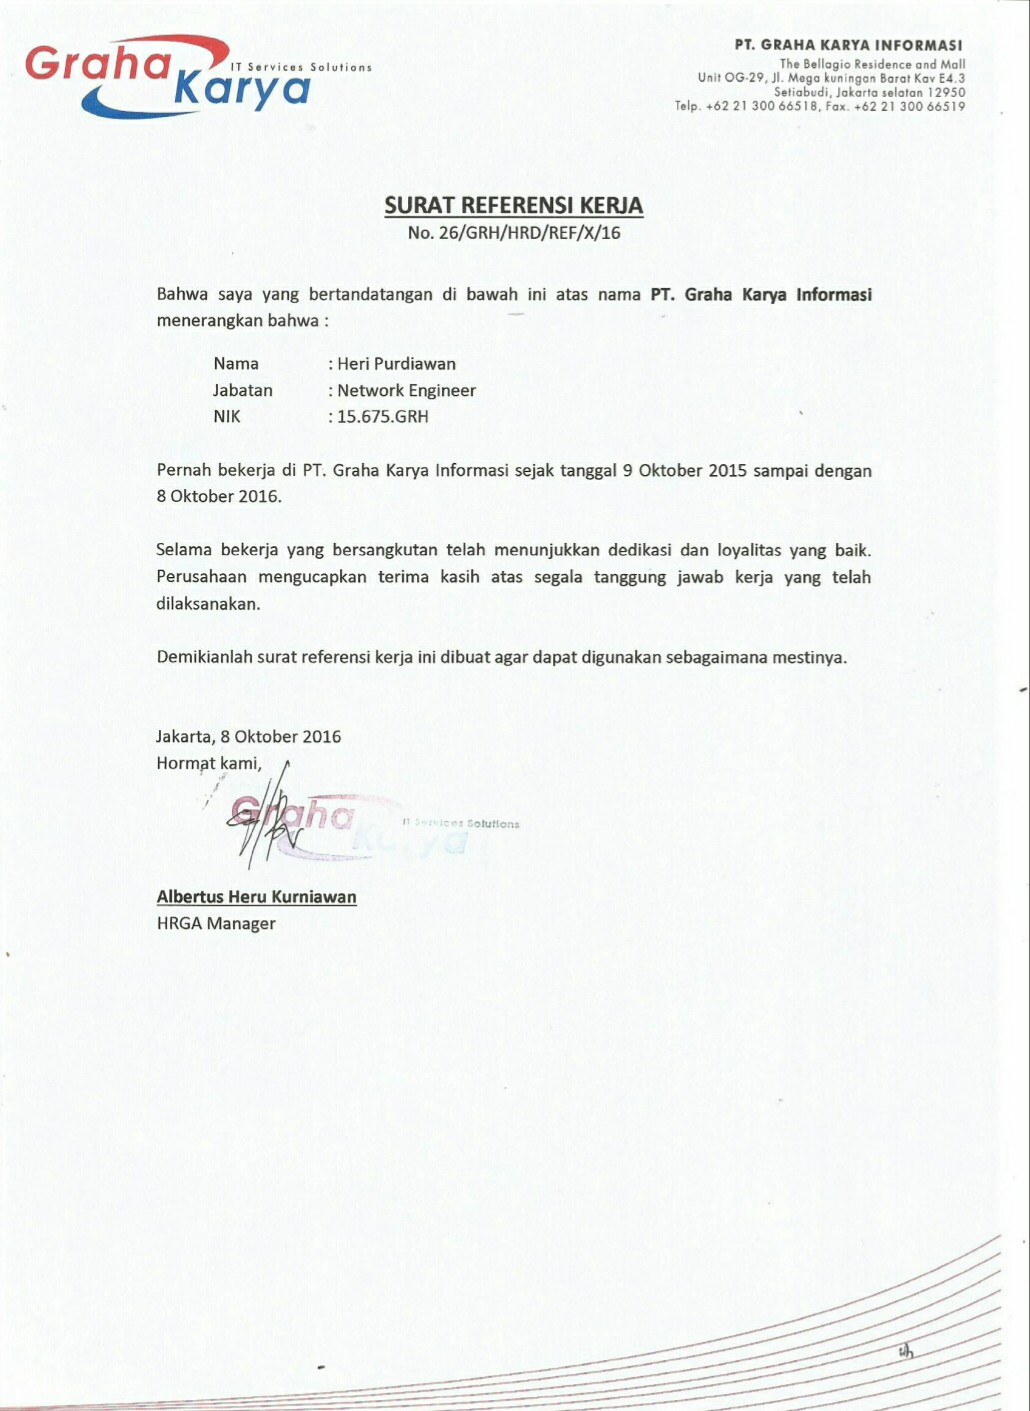 Graha
IT Services Solutions
Karya
PT. GRAHA KARYA INFORMASI
The Bellagio Residence and Mall
Unit OG-29, Jl. Mega kuningan Barat Kav E4.3
Setiabudi, Jakarta selatan 12950
Telp. +62 21 300 66518, Fax. +62 21 300 66519
SURAT REFERENSI KERJA
No. 26/GRH/HRD/REF/X/16
Bahwa saya yang bertandatangan di bawah ini atas nama PT. Graha Karya Informasi
menerangkan bahwa :
Nama : Heri Purdiawan
Jabatan : Network Engineer
NIK : 15.675.GRH
Pernah bekerja di PT. Graha Karya Informasi sejak tanggal 9 Oktober 2015 sampai dengan
8 Oktober 2016.
Selama bekerja yang bersangkutan telah menunjukkan dedikasi dan loyalitas yang baik.
Perusahaan mengucapkan terima kasih atas segala tanggung jawab kerja yang telah
dilaksanakan.
Demikianlah surat referensi kerja ini dibuat agar dapat digunakan sebagaimana mestinya.
Jakarta, 8 Oktober 2016
Hormat kami,
Graha
IT Services Solutions
Karya
Albertus Heru Kurniawan
HRGA Manager